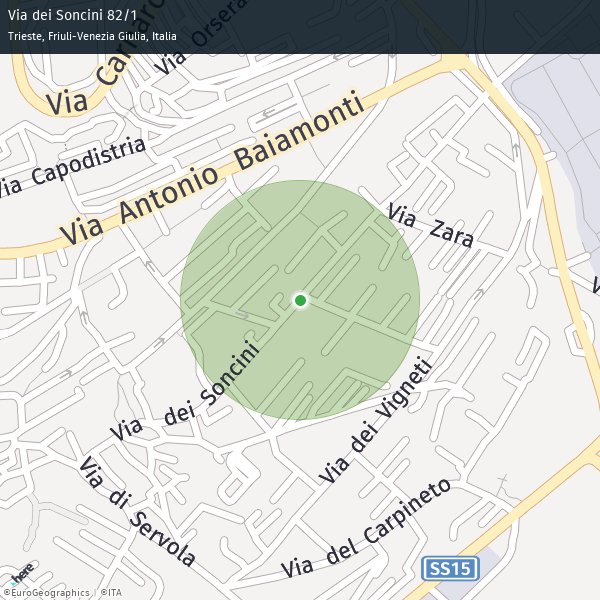 Via dei Soncini 82/1
Trieste, Friuli-Venezia Giulia, Italia
Via Orsera
Via
Via Capodistria
Via Antonio Baiamonti
Via Zara
Via dei Soncini
Via dei Vigneti
Via di Servola
Via del Carpineto
SS15
here
©EuroGeographics | ©ITA